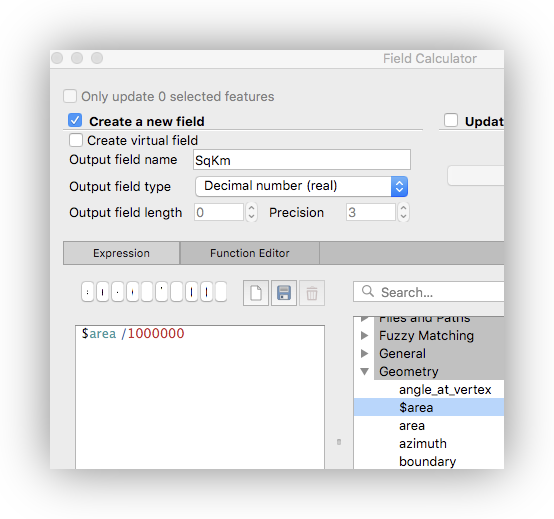 Field Calculator
Only update 0 selected features
Create a new field
Create virtual field
Output field name SqKm
Output field type Decimal number (real)
Output field length 0 Precision 3
Expression Function Editor
Search...
$area /1000000
Files and Paths
Fuzzy Matching
General
Geometry
angle_at_vertex
$area
area
azimuth
boundary